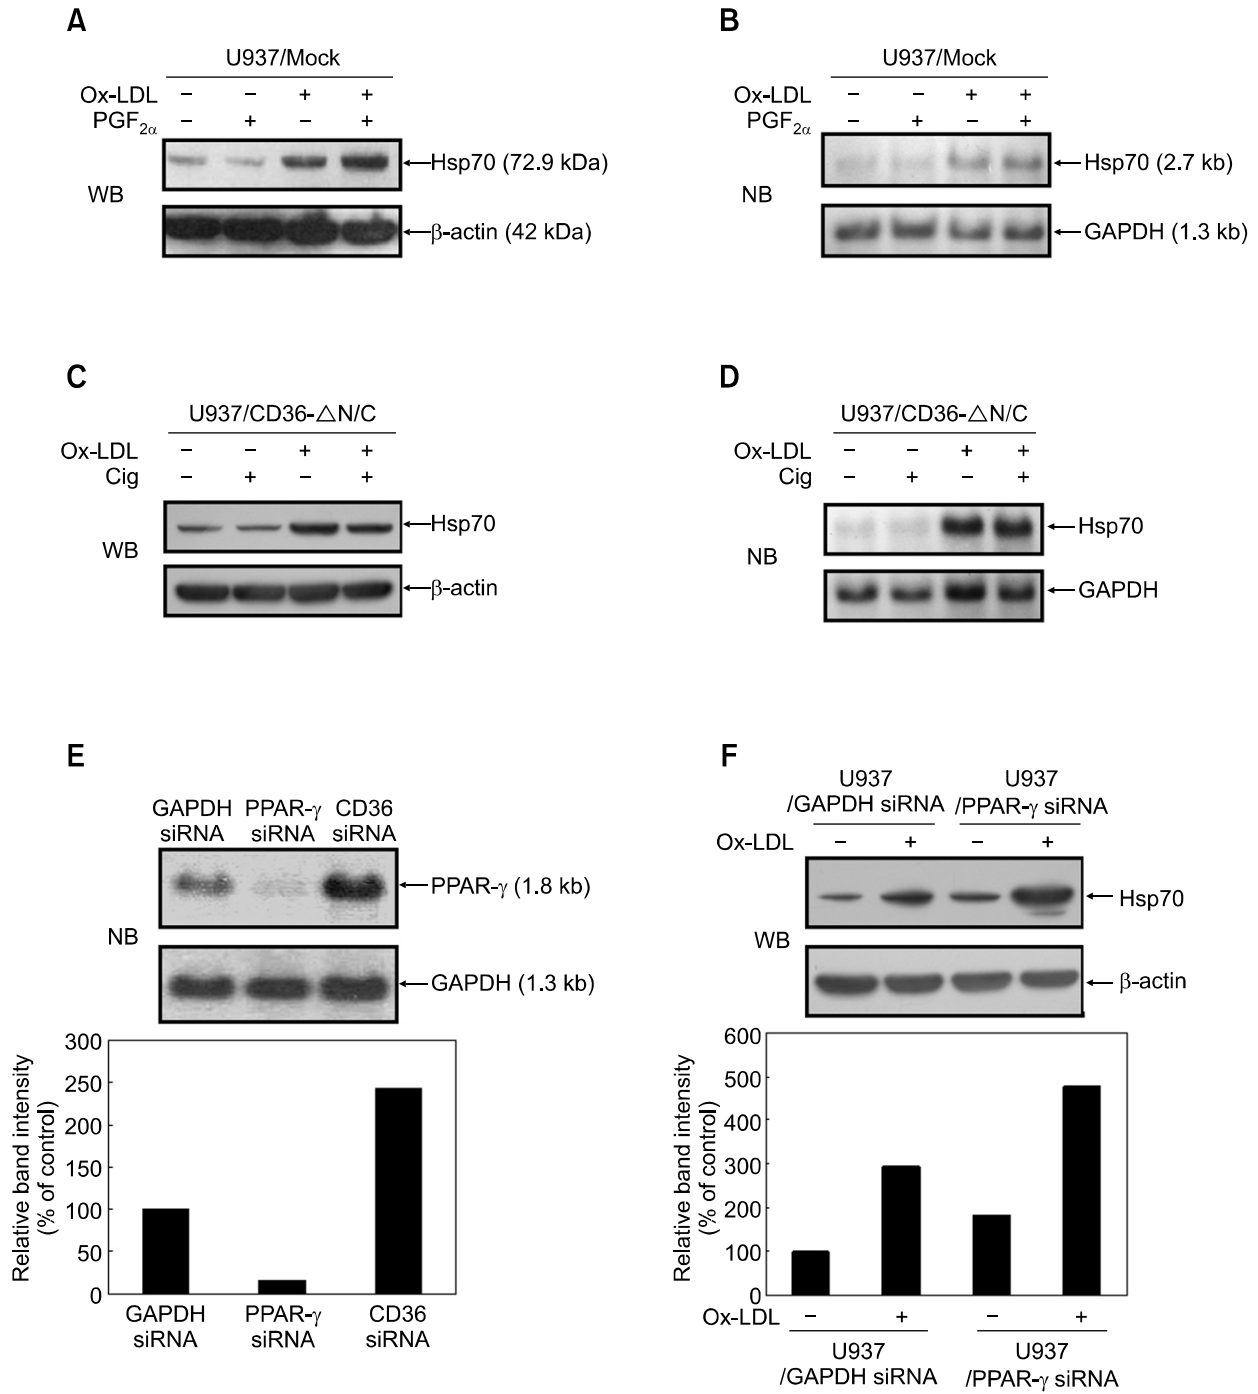 A
U937/Mock
Ox-LDL − − + +
PGF2α − + − +
Hsp70 (72.9 kDa)
WB
β-actin (42 kDa)
B
U937/Mock
Ox-LDL − − + +
PGF2α − + − +
Hsp70 (2.7 kb)
NB
GAPDH (1.3 kb)
C
U937/CD36-△N/C
Ox-LDL − − + +
Cig − + − +
Hsp70
WB
β-actin
D
U937/CD36-△N/C
Ox-LDL − − + +
Cig − + − +
Hsp70
NB
GAPDH
E
GAPDH PPAR-γ CD36
siRNA siRNA siRNA
PPAR-γ (1.8 kb)
NB
GAPDH (1.3 kb)
Relative band intensity
(% of control)
300
250
200
150
100
50
0
GAPDH PPAR-γ CD36
siRNA siRNA siRNA
F
U937 U937
/GAPDH siRNA /PPAR-γ siRNA
Ox-LDL − + − +
Hsp70
WB
β-actin
Relative band intensity
(% of control)
600
500
400
300
200
100
0
Ox-LDL − + − +
U937 U937
/GAPDH siRNA /PPAR-γ siRNA